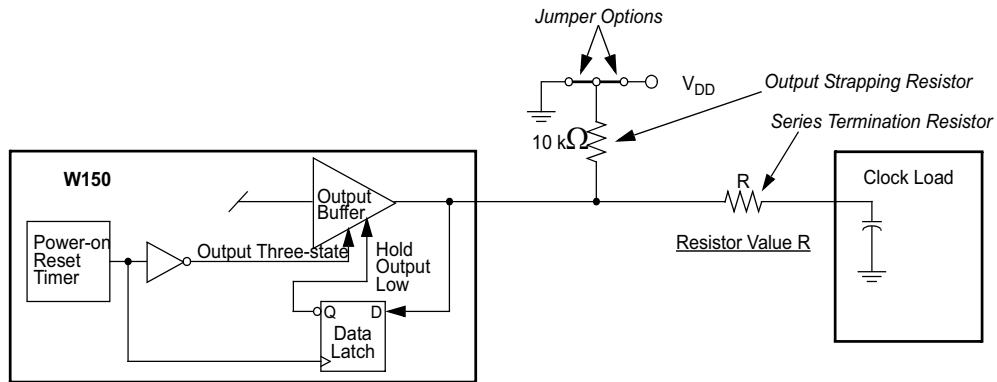 Jumper Options
V_DD
Output Strapping Resistor
Series Termination Resistor
10 kΩ
W150
Output
Buffer
R
Clock Load
Power-on
Reset
Timer
Output Three-state
Hold
Output
Low
Resistor Value R
Q D
Data
Latch